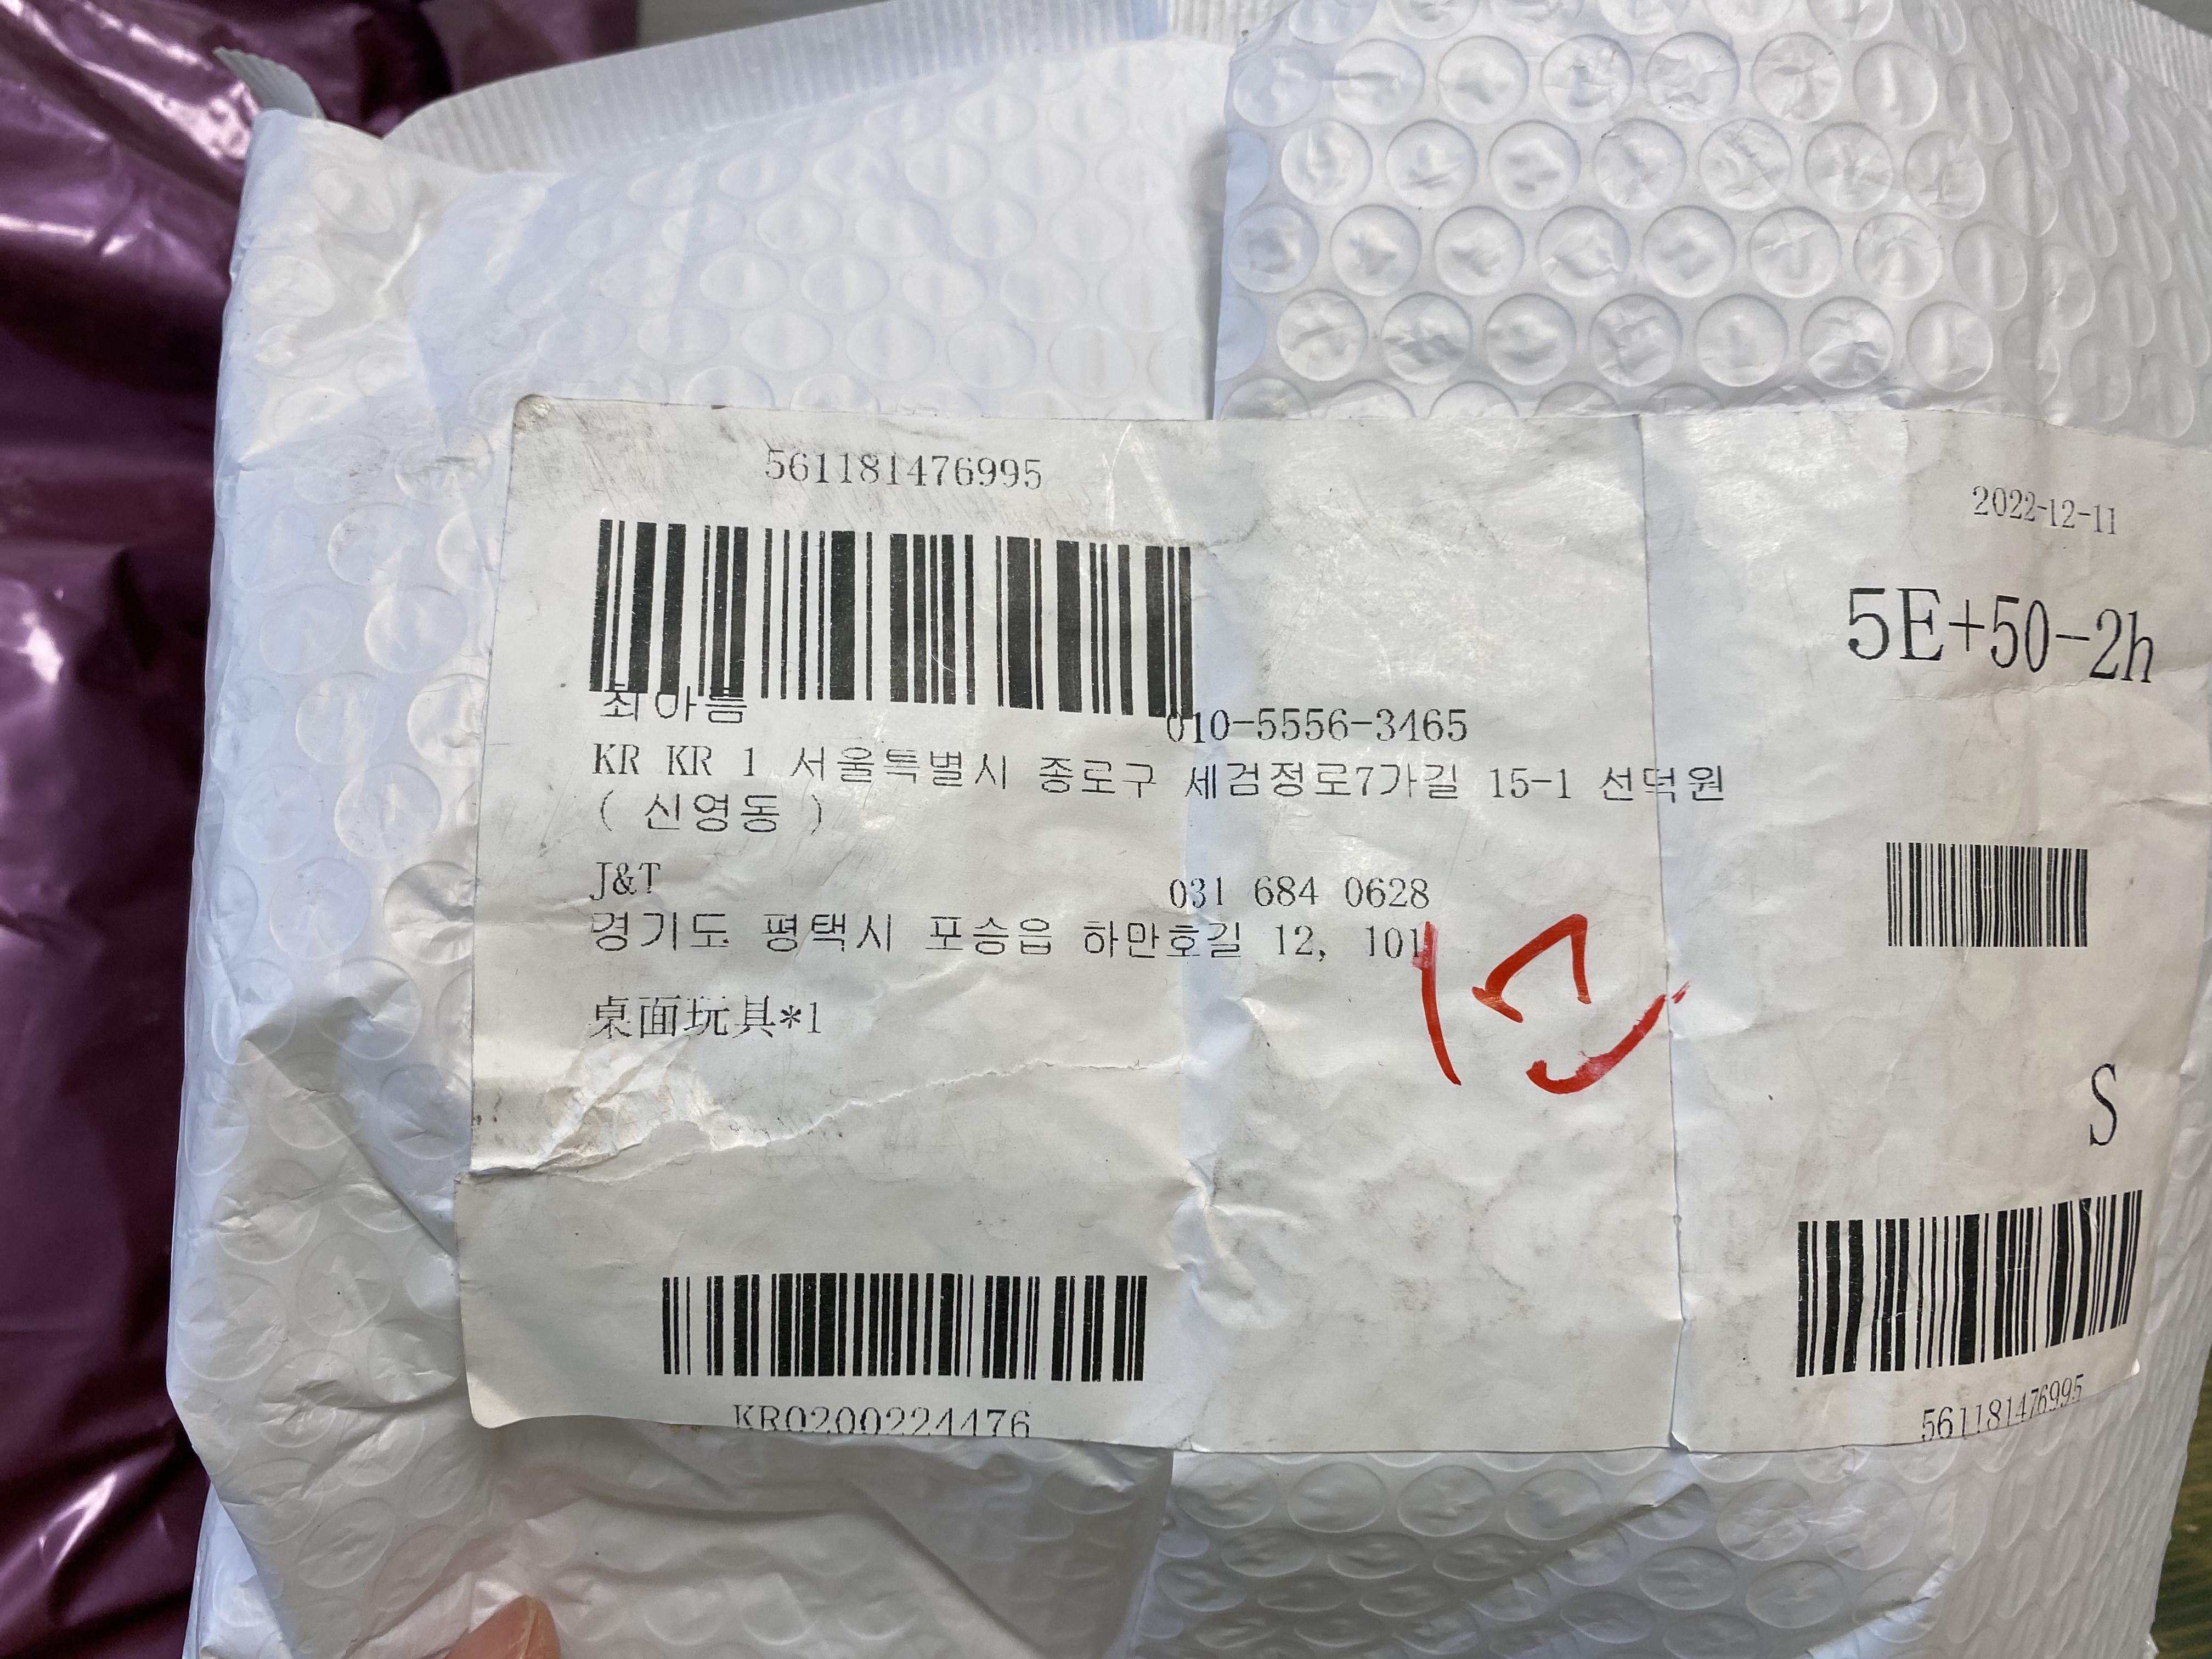 561181476995
최아름 010-5556-3465
KR KR 1 서울특별시 종로구 세검정로7가길 15-1 선덕원
( 신영동 )
J&T 031 684 0628
경기도 평택시 포승읍 하만호길 12, 101
桌面玩具*1
KR0200224476
2022-12-11
5E+50-2h
S
561181476995